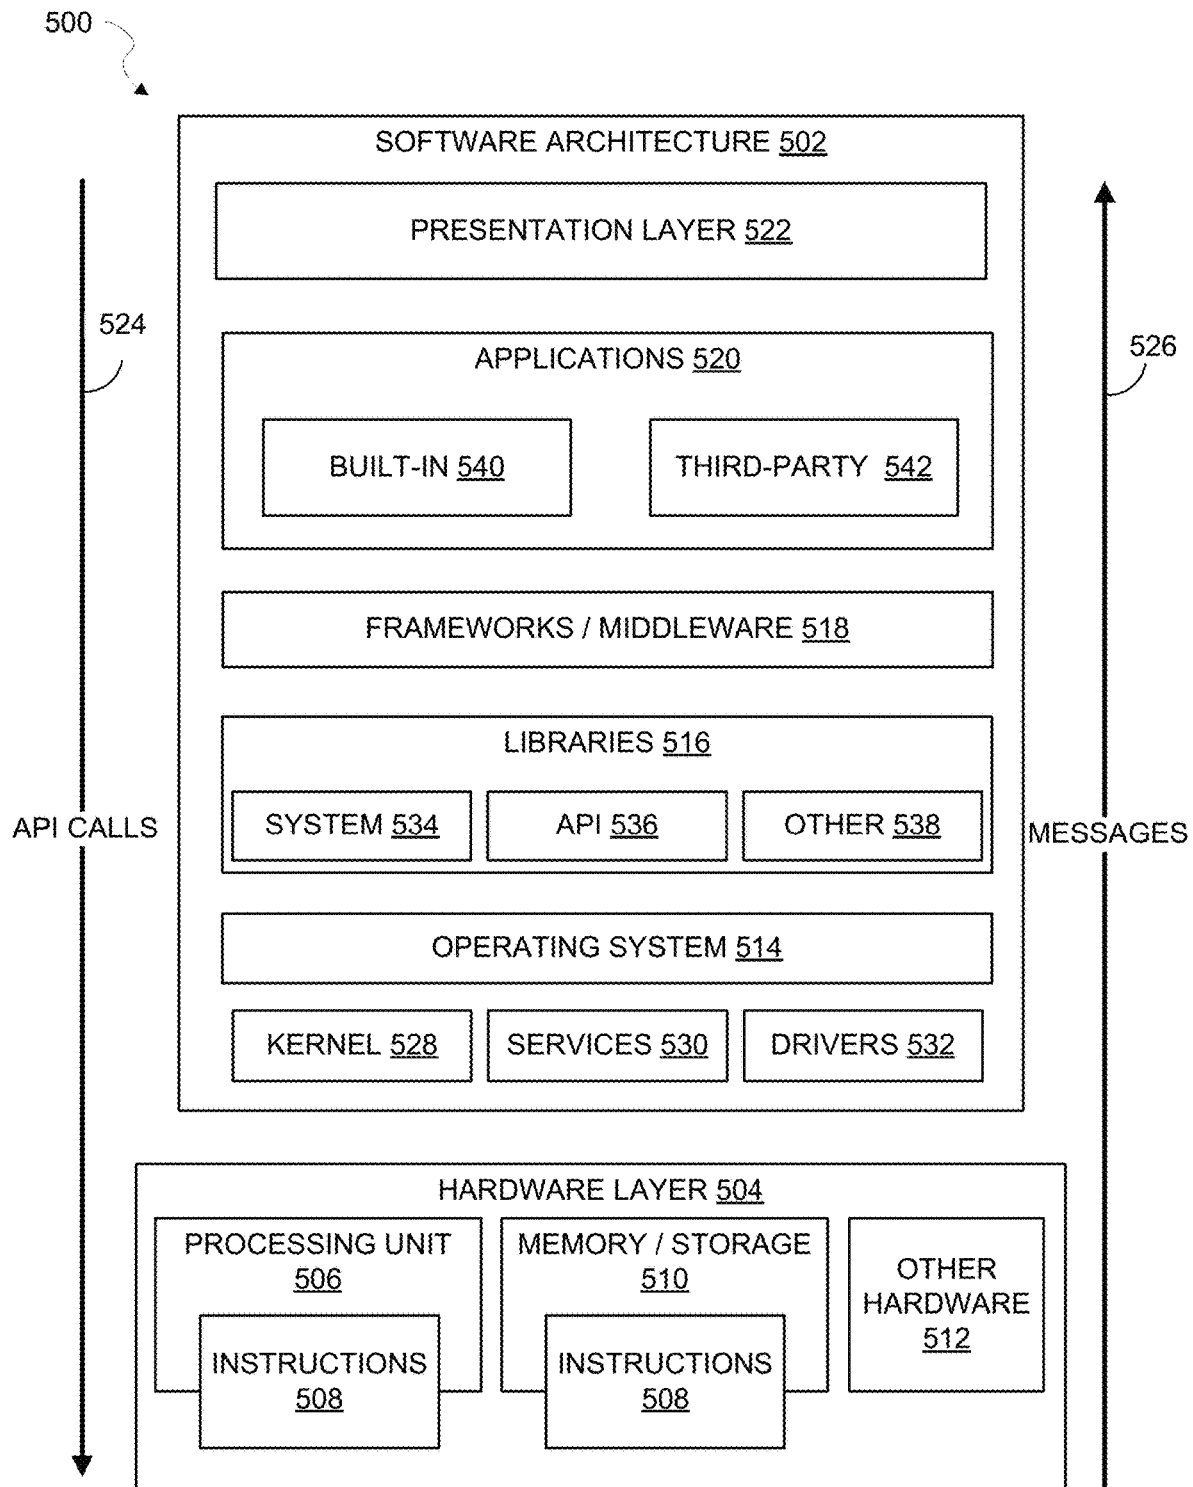 500
SOFTWARE ARCHITECTURE 502
PRESENTATION LAYER 522
524
526
APPLICATIONS 520
BUILT-IN 540
THIRD-PARTY 542
FRAMEWORKS / MIDDLEWARE 518
LIBRARIES 516
SYSTEM 534
API 536
OTHER 538
API CALLS
MESSAGES
OPERATING SYSTEM 514
KERNEL 528
SERVICES 530
DRIVERS 532
HARDWARE LAYER 504
PROCESSING UNIT
506
INSTRUCTIONS
508
MEMORY / STORAGE
510
INSTRUCTIONS
508
OTHER
HARDWARE
512